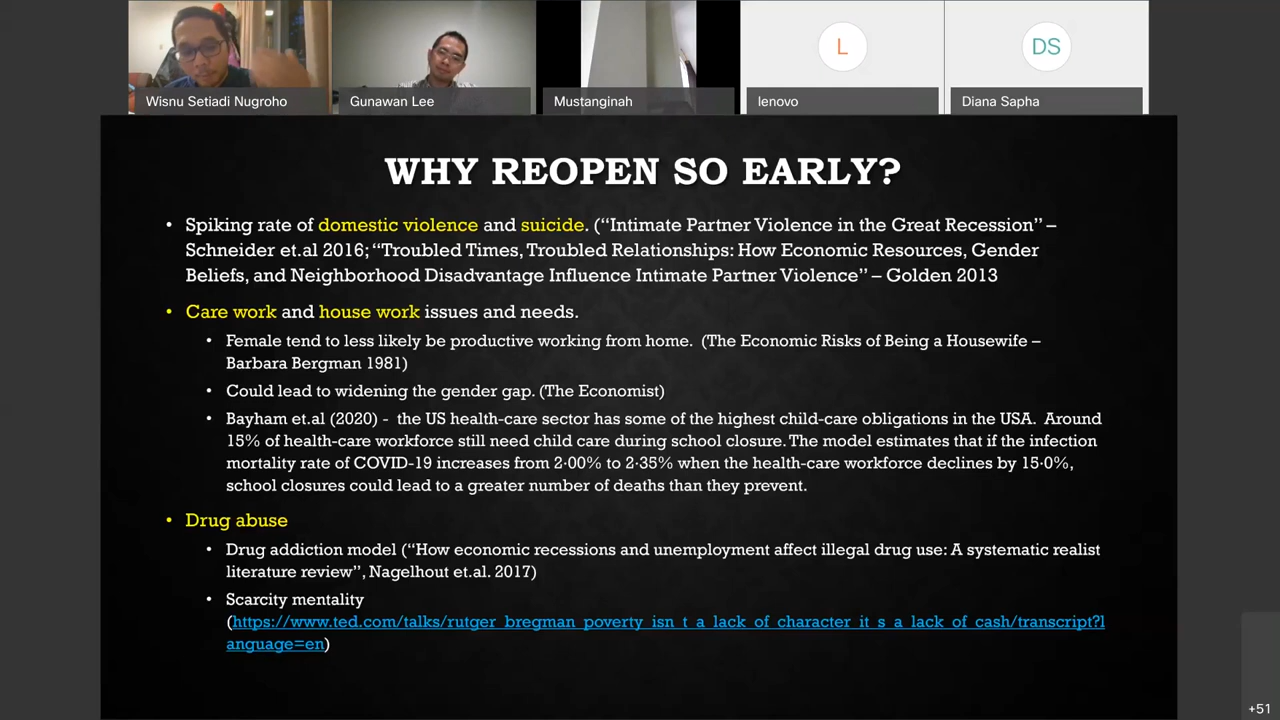 L
DS
Wisnu Setiadi Nugroho
Gunawan Lee
Mustanginah
lenovo
Diana Sapha
WHY REOPEN SO EARLY?
• Spiking rate of domestic violence and suicide. (“Intimate Partner Violence in the Great Recession” –
Schneider et.al 2016; “Troubled Times, Troubled Relationships: How Economic Resources, Gender
Beliefs, and Neighborhood Disadvantage Influence Intimate Partner Violence” – Golden 2013
• Care work and house work issues and needs.
• Female tend to less likely be productive working from home. (The Economic Risks of Being a Housewife –
Barbara Bergman 1981)
• Could lead to widening the gender gap. (The Economist)
• Bayham et.al (2020) - the US health-care sector has some of the highest child-care obligations in the USA. Around
15% of health-care workforce still need child care during school closure. The model estimates that if the infection
mortality rate of COVID-19 increases from 2·00% to 2·35% when the health-care workforce declines by 15·0%,
school closures could lead to a greater number of deaths than they prevent.
• Drug abuse
• Drug addiction model (“How economic recessions and unemployment affect illegal drug use: A systematic realist
literature review”, Nagelhout et.al. 2017)
• Scarcity mentality
(https://www.ted.com/talks/rutger_bregman_poverty_isn_t_a_lack_of_character_it_s_a_lack_of_cash/transcript?l
anguage=en)
+51